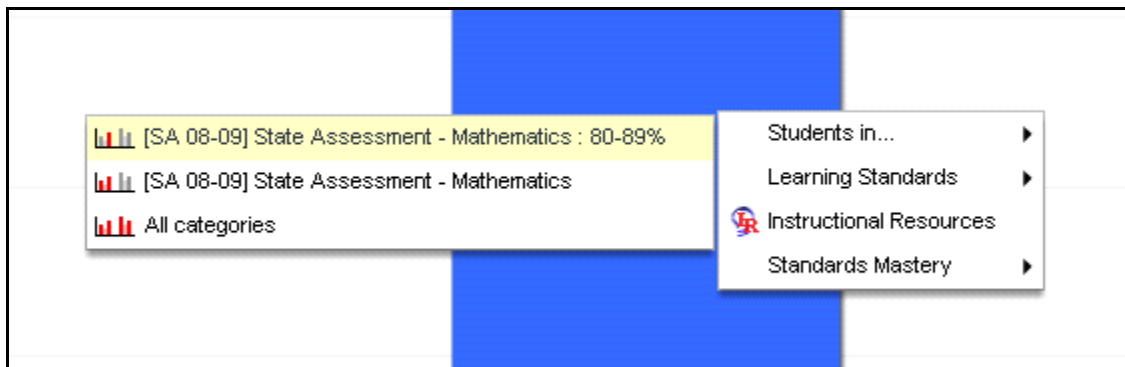 [SA 08-09] State Assessment - Mathematics : 80-89%
[SA 08-09] State Assessment - Mathematics
All categories
Students in...
Learning Standards
IR Instructional Resources
Standards Mastery